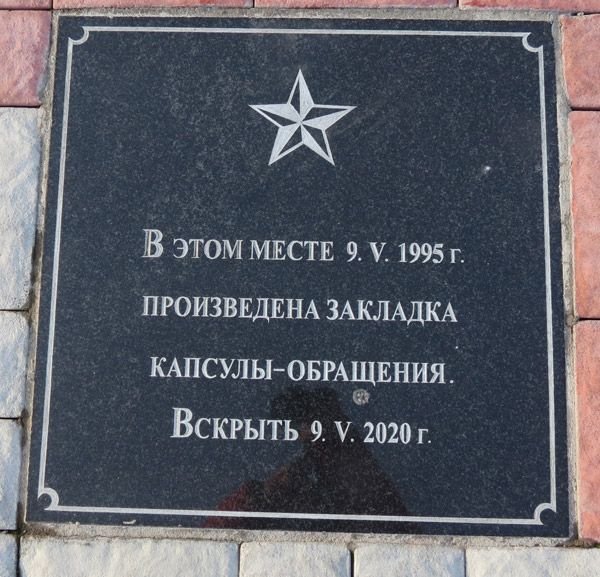 В ЭТОМ МЕСТЕ 9. V. 1995 г.
ПРОИЗВЕДЕНА ЗАКЛАДКА
КАПСУЛЫ-ОБРАЩЕНИЯ.
ВСКРЫТЬ 9. V. 2020 г.